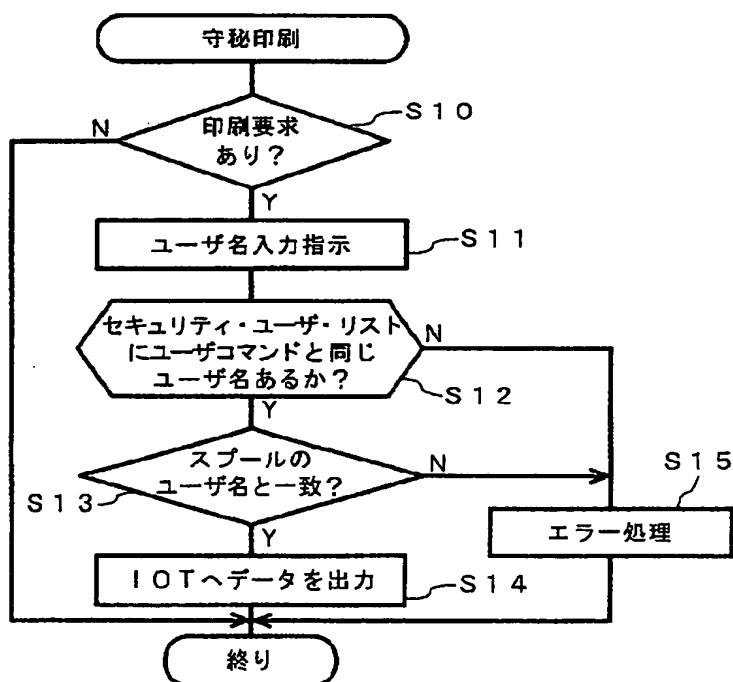 守秘印刷
印刷要求
あり？
S10
N
Y
ユーザ名入力指示
S11
セキュリティ・ユーザ・リスト
にユーザコマンドと同じ
ユーザ名あるか？
N
S12
Y
スプールの
ユーザ名と一致？
N
S13
S15
エラー処理
Y
IOTへデータを出力
S14
終り